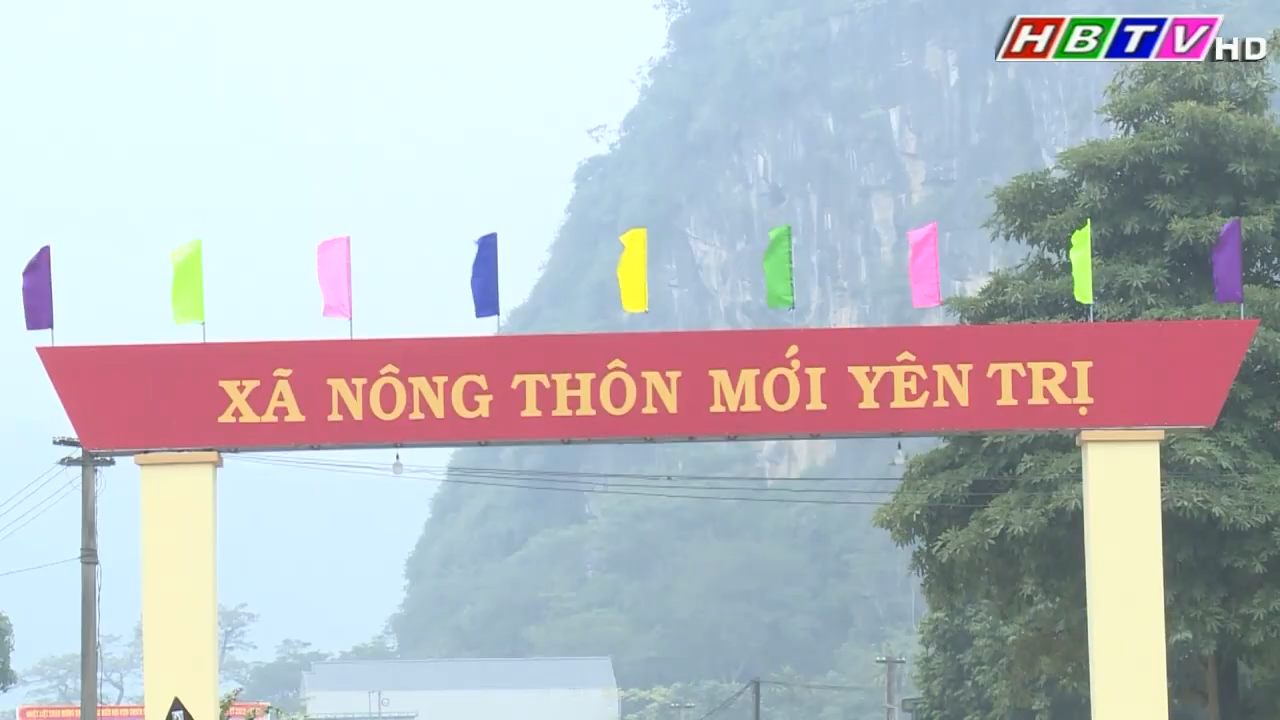 HBTV HD
XÃ NÔNG THÔN MỚI YÊN TRỊ